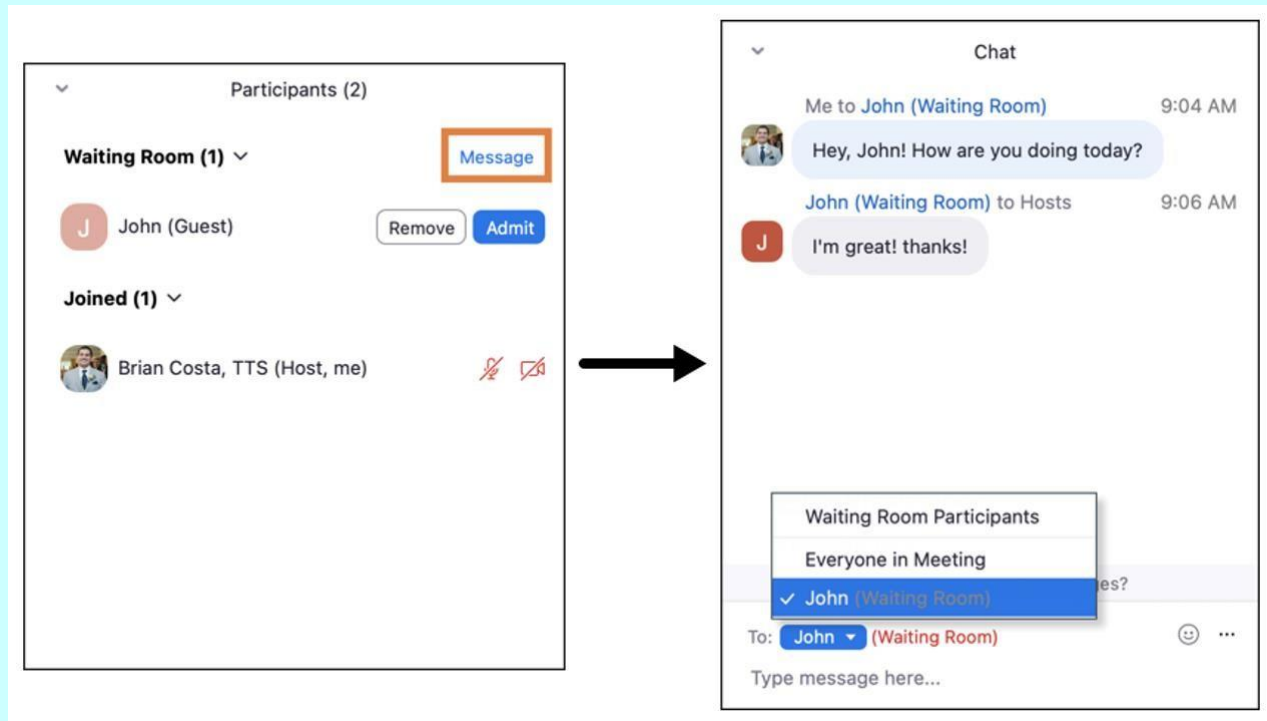 Participants (2)
Waiting Room (1)
Message
J
John (Guest)
Remove
Admit
Joined (1)
Brian Costa, TTS (Host, me)
Chat
Me to John (Waiting Room) 9:04 AM
Hey, John! How are you doing today?
John (Waiting Room) to Hosts 9:06 AM
J
I'm great! thanks!
Waiting Room Participants
Everyone in Meeting
John (Waiting Room)
To: John (Waiting Room)
Type message here...